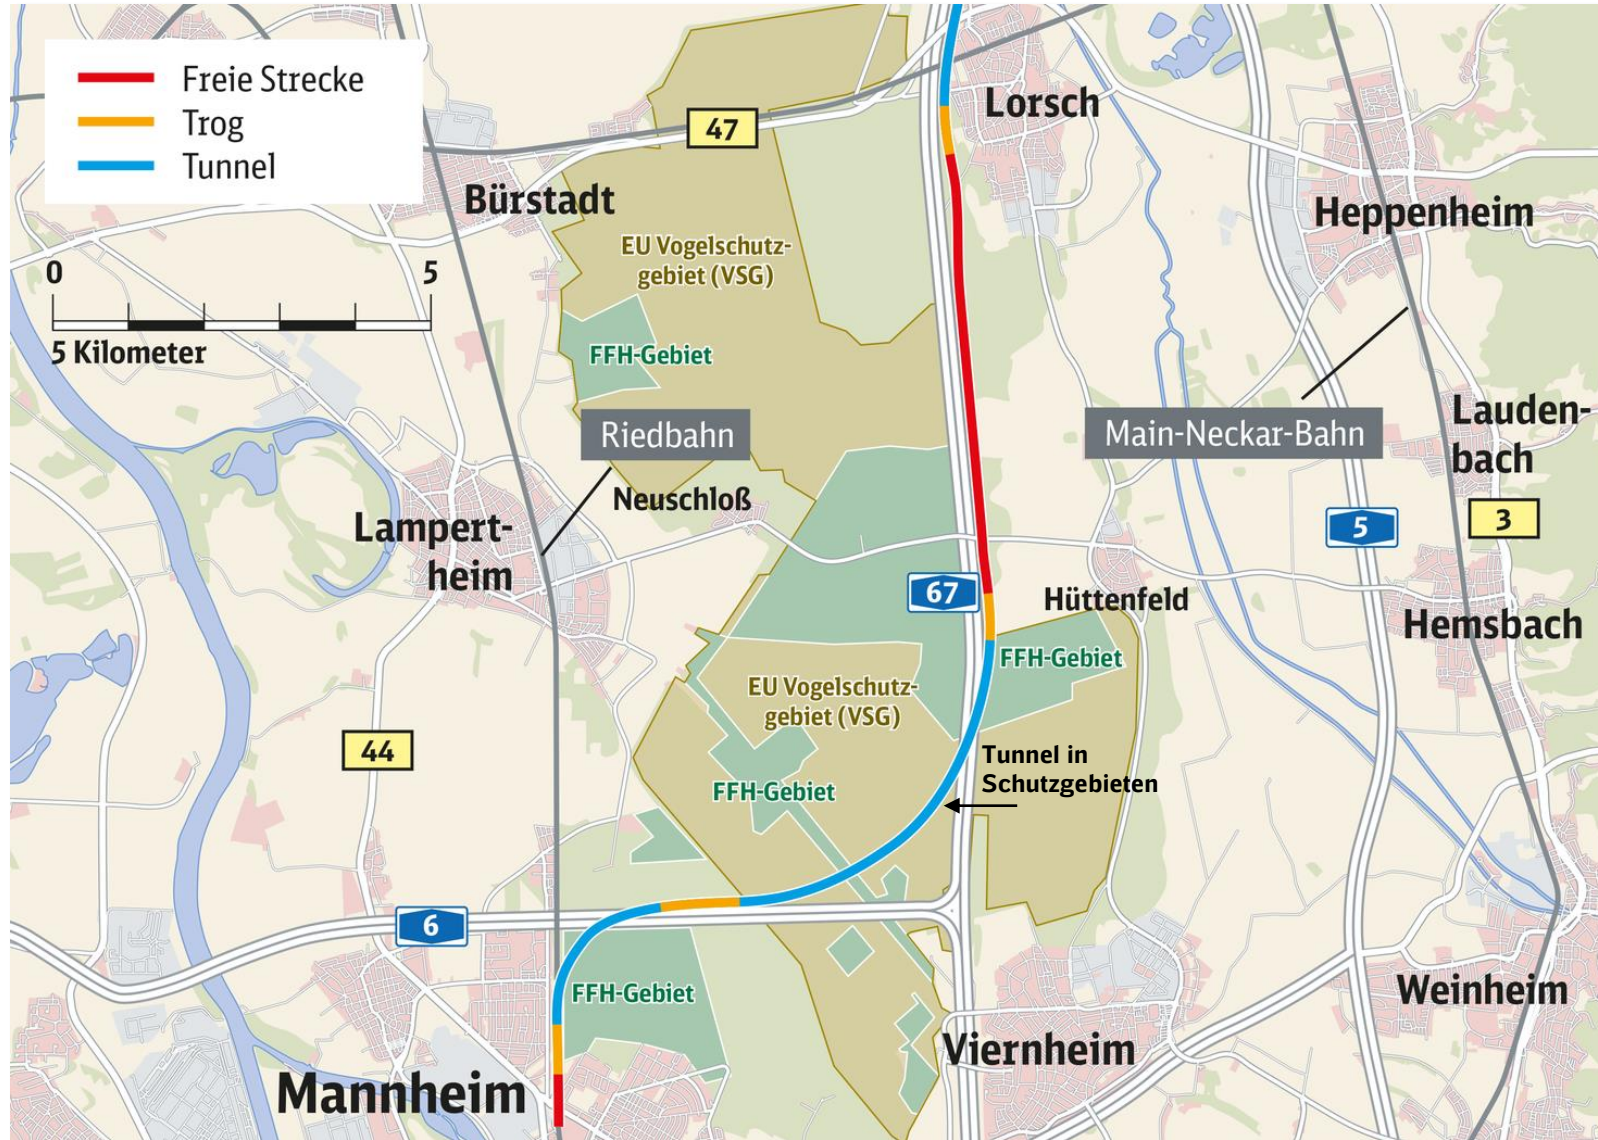 Freie Strecke
Trog
Tunnel
0
5
5 Kilometer
47
Lorsch
Bürstadt
Heppenheim
EU Vogelschutz-
gebiet (VSG)
FFH-Gebiet
Riedbahn
Main-Neckar-Bahn
Lauden-
bach
Neuschloß
Lampert-
heim
5
3
67
Hüttenfeld
Hemsbach
FFH-Gebiet
EU Vogelschutz-
gebiet (VSG)
44
Tunnel in
Schutzgebieten
FFH-Gebiet
6
FFH-Gebiet
Weinheim
Viernheim
Mannheim